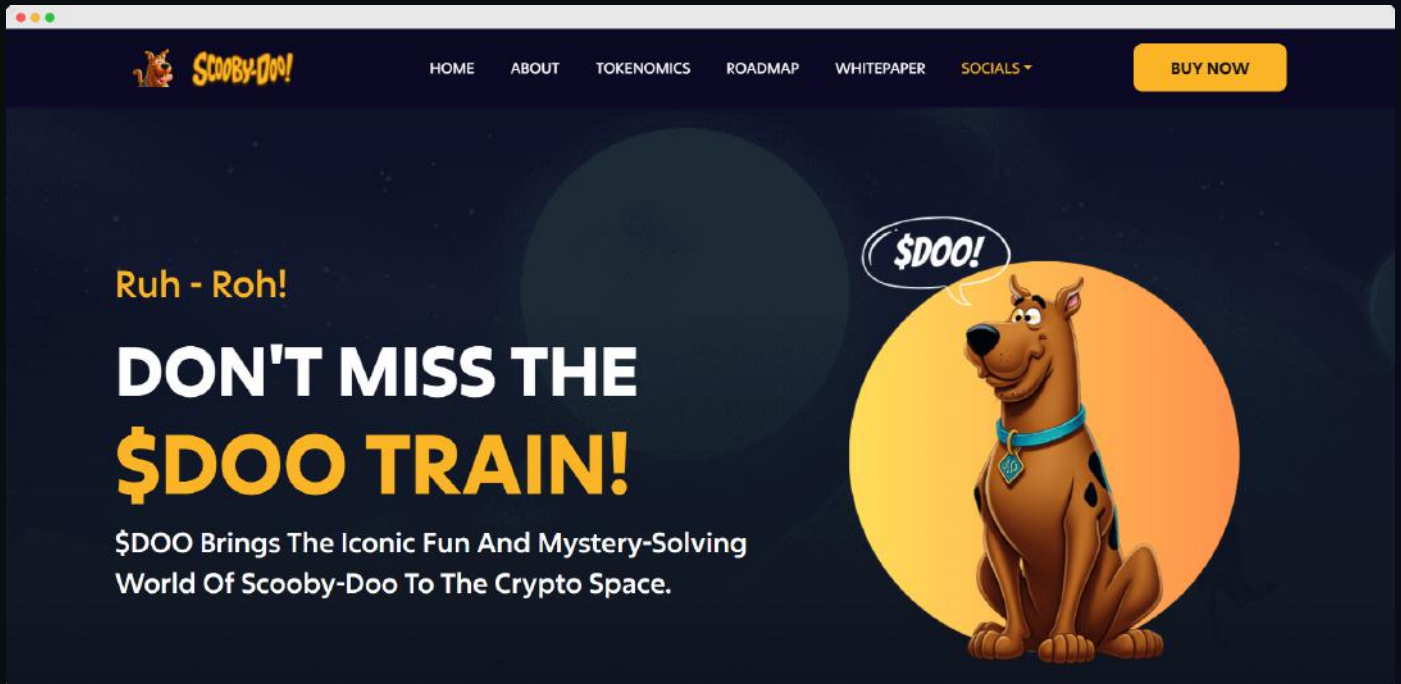 SCOOBY-DOO!
HOME ABOUT TOKENOMICS ROADMAP WHITEPAPER SOCIALS BUY NOW
$DOO!
Ruh - Roh!
DON'T MISS THE
$DOO TRAIN!
$DOO Brings The Iconic Fun And Mystery-Solving
World Of Scooby-Doo To The Crypto Space.